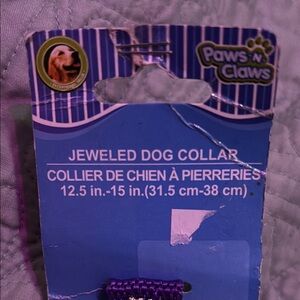 Paws 'N'
Claws
JEWELED DOG COLLAR
COLLIER DE CHIEN À PIERRERIES
12.5 in.-15 in.(31.5 cm-38 cm)